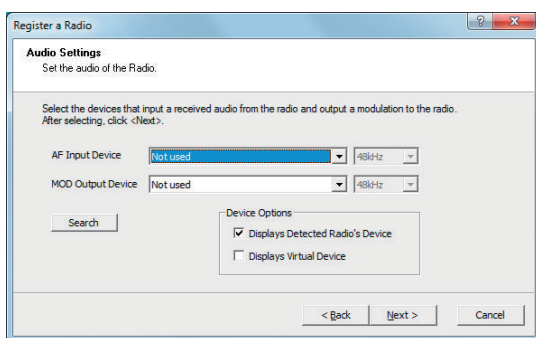 Register a Radio
Audio Settings
Set the audio of the Radio.
Select the devices that input a received audio from the radio and output a modulation to the radio.
After selecting, click <Next>.
AF Input Device Not used 48kHz
MOD Output Device Not used 48kHz
Search
Device Options
Displays Detected Radio's Device
Displays Virtual Device
< Back Next > Cancel